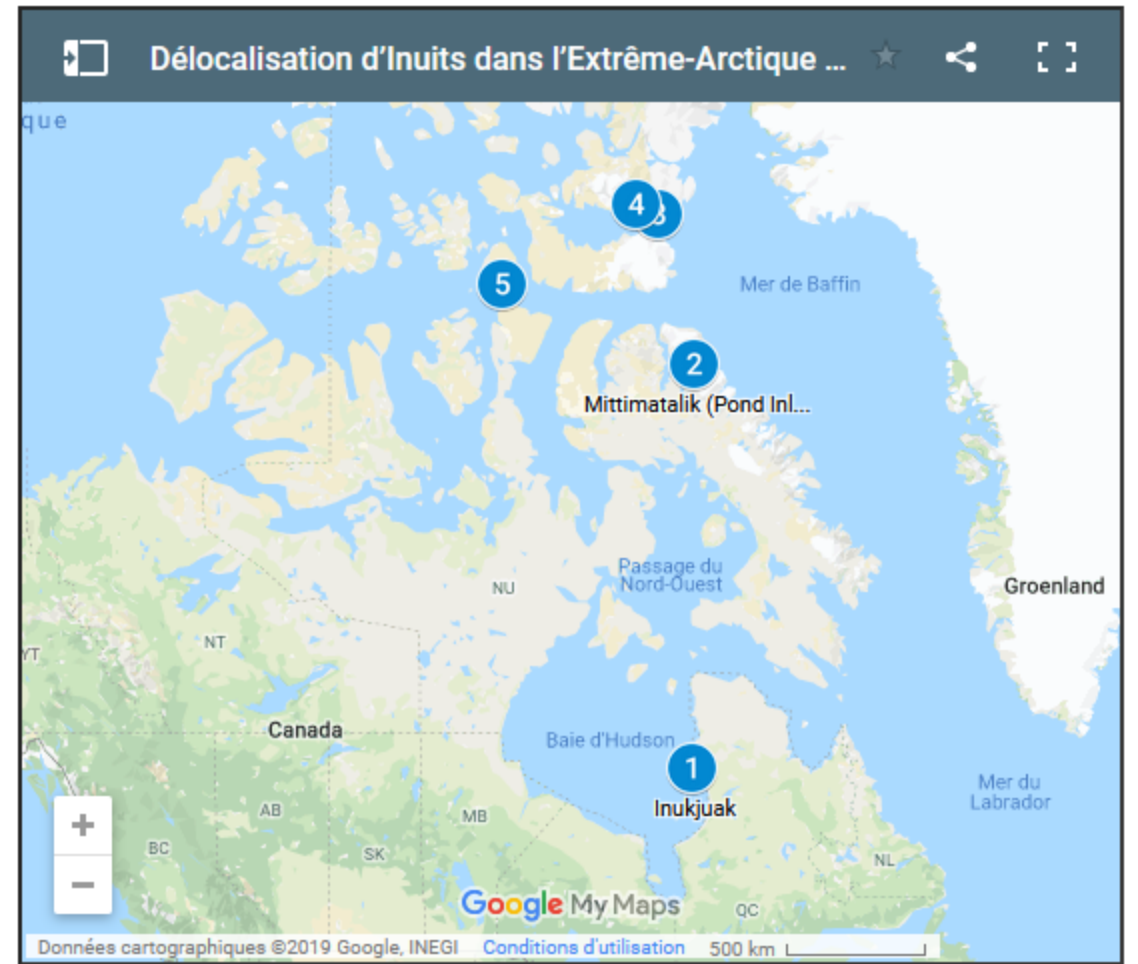 Délocalisation d'Inuits dans l'Extrême-Arctique ...
que
4
3
5
Mer de Baffin
2
Mittimatalik (Pond Inl...
Passage du
Nord-Ouest
NU
Groenland
NT
YT
Canada
Baie d'Hudson
1
Inukjuak
Mer du
Labrador
+
AB
MB
BC
SK
NL
−
Google My Maps
QC
Données cartographiques ©2019 Google, INEGI Conditions d'utilisation 500 km